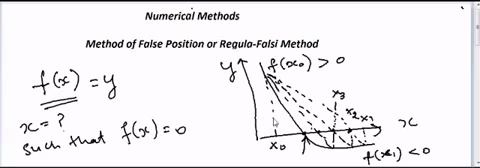 Numerical Methods
Method of False Position or Regula-Falsi Method
f(x) = y
x = ?
such that f(x) = 0
y
f(x₀) > 0
x₃
x₂ x₁
x
x₀
f(x₁) < 0